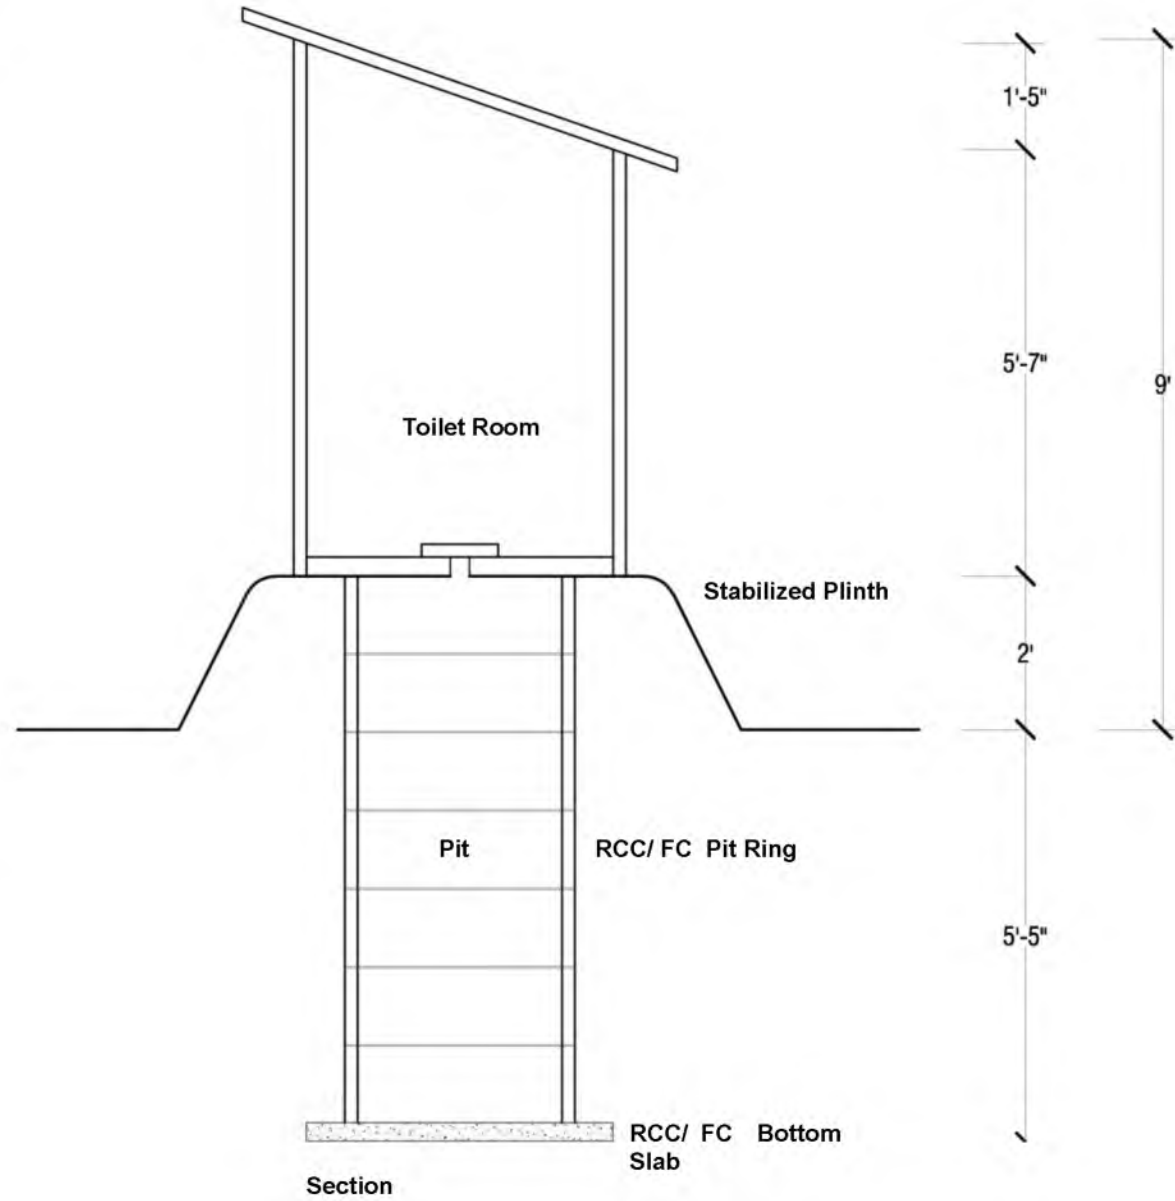 1'-5"
5'-7"
9'
Toilet Room
Stabilized Plinth
2'
Pit
RCC/ FC Pit Ring
5'-5"
RCC/ FC Bottom
Slab
Section